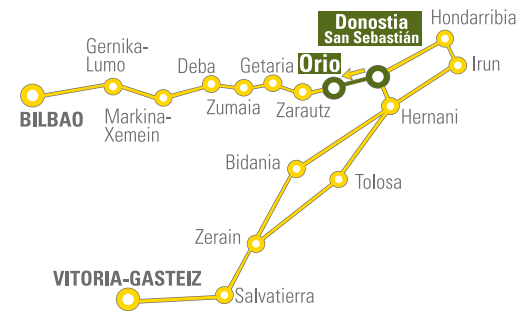 Donostia
San Sebastián
Hondarribia
Gernika-
Lumo
Deba
Getaria
Orio
Irun
BILBAO
Markina-
Xemein
Zumaia
Zarautz
Hernani
Bidania
Tolosa
Zerain
VITORIA-GASTEIZ
Salvatierra